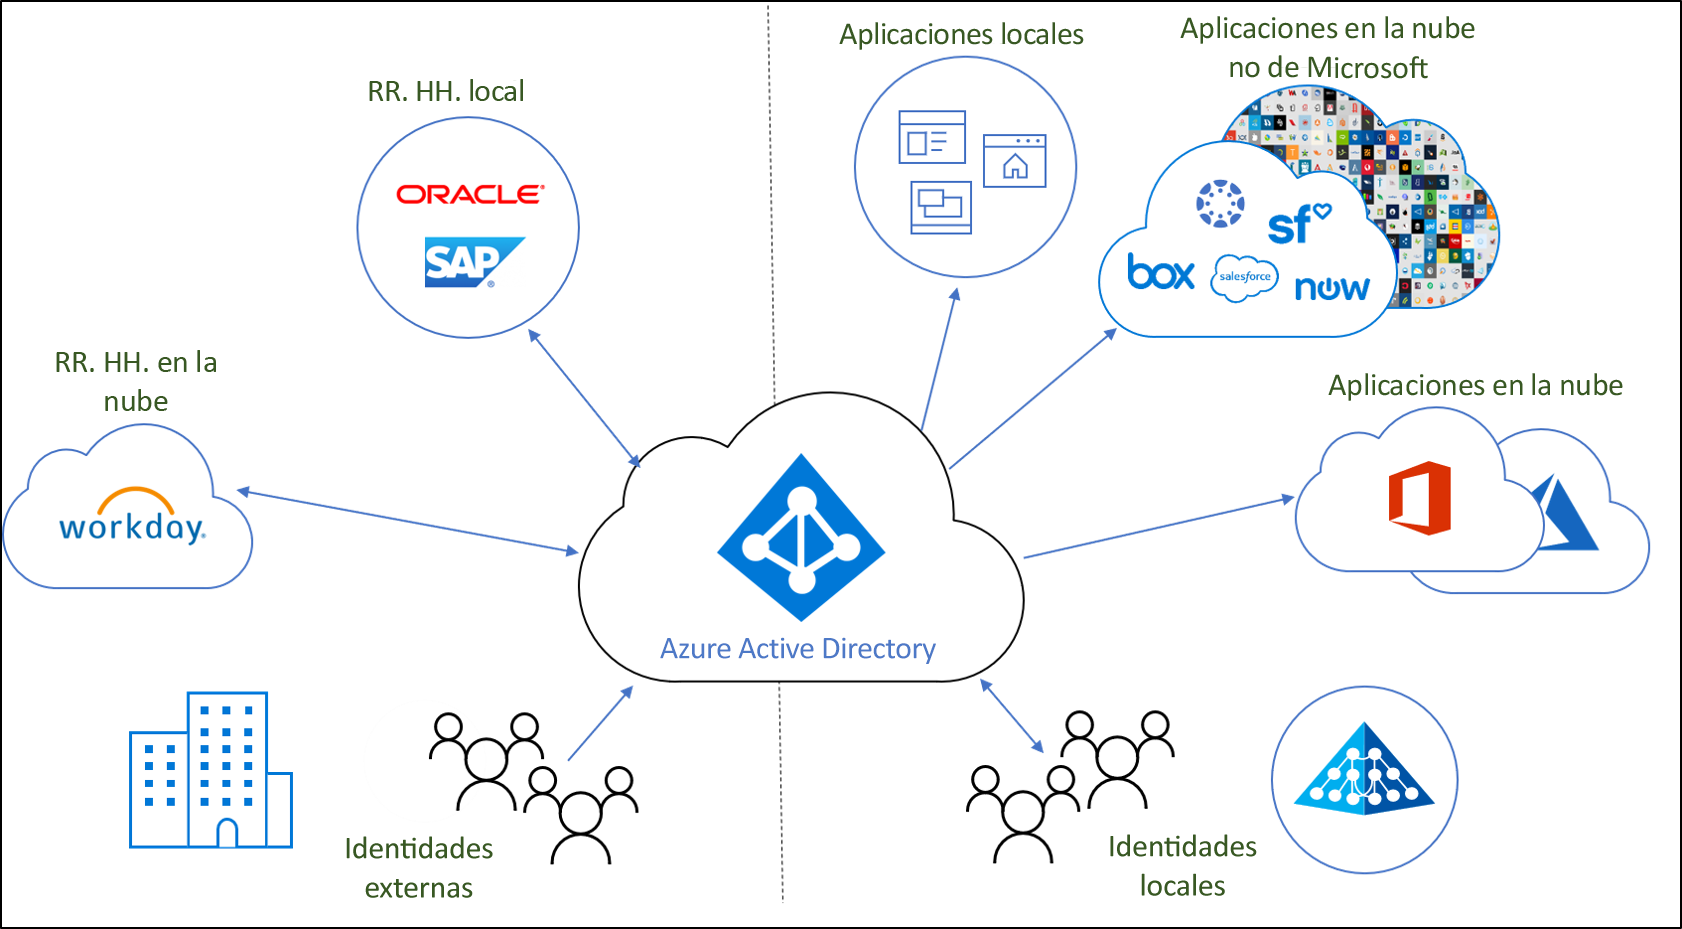 Aplicaciones locales
Aplicaciones en la nube
no de Microsoft
RR. HH. local
ORACLE
SAP
sf
box
salesforce
now
RR. HH. en la
nube
Aplicaciones en la nube
workday
Azure Active Directory
Identidades
externas
Identidades
locales